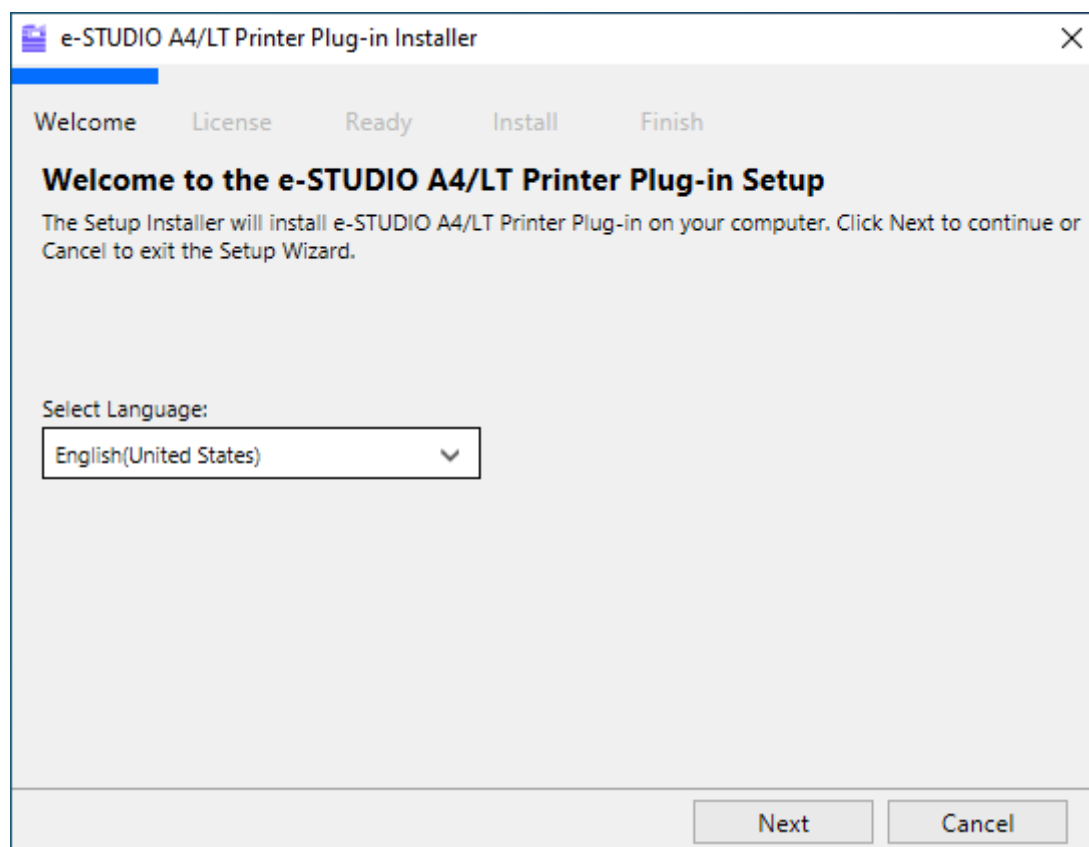 e-STUDIO A4/LT Printer Plug-in Installer
Welcome License Ready Install Finish
Welcome to the e-STUDIO A4/LT Printer Plug-in Setup
The Setup Installer will install e-STUDIO A4/LT Printer Plug-in on your computer. Click Next to continue or
Cancel to exit the Setup Wizard.
Select Language:
English(United States)
Next Cancel